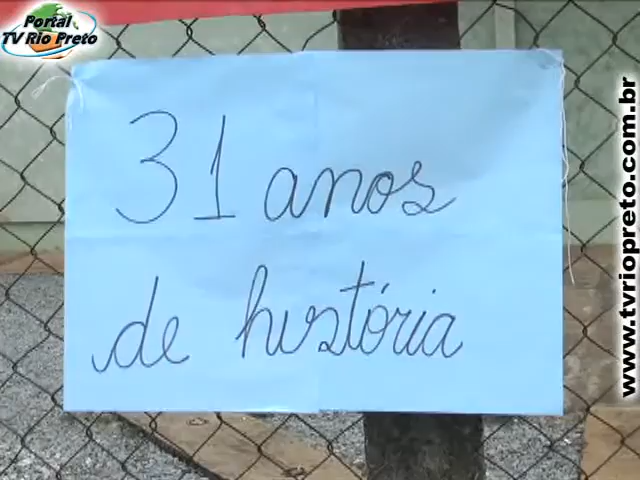 Portal
TV Rio Preto
31 anos
de história
www.tvriopreto.com.br